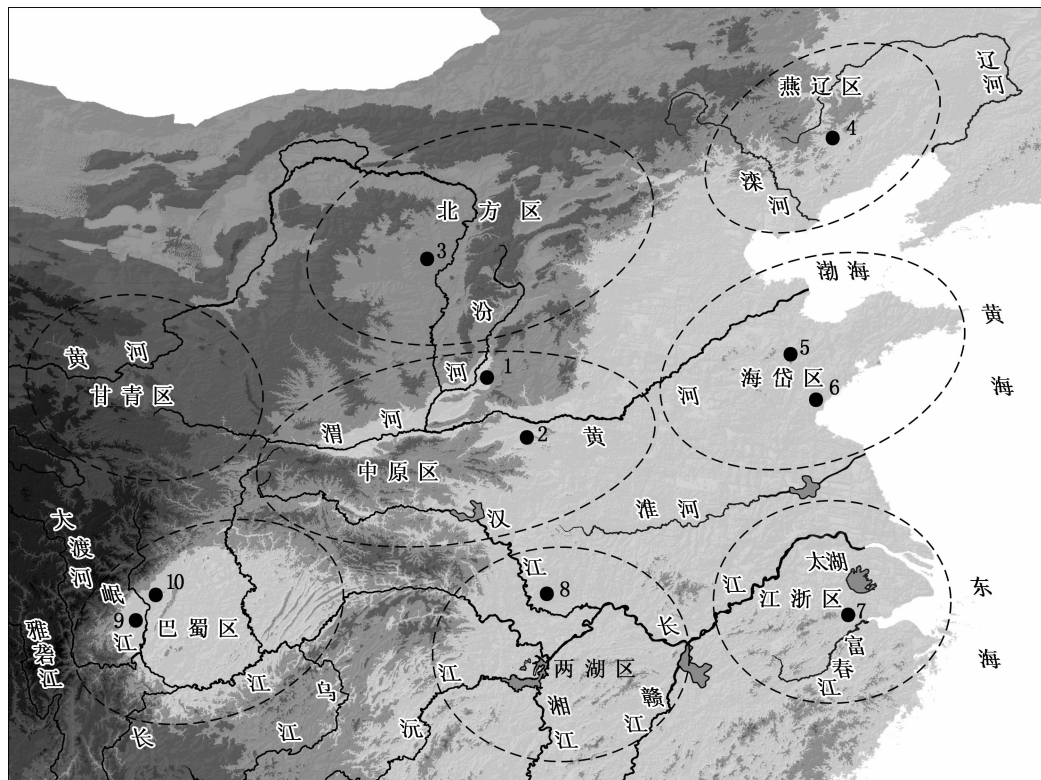 燕辽区
辽河
4
滦河
北方区
3
渤海
黄海
汾河
5
海岱区
6
黄河
甘青区
1
渭河
2
黄河
中原区
淮河
汉江
大渡河
岷江
10
9
巴蜀区
雅砻江
8
太湖
江浙区
7
长江
东海
富春江
两湖区
长江
乌江
沅江
湘江
赣江